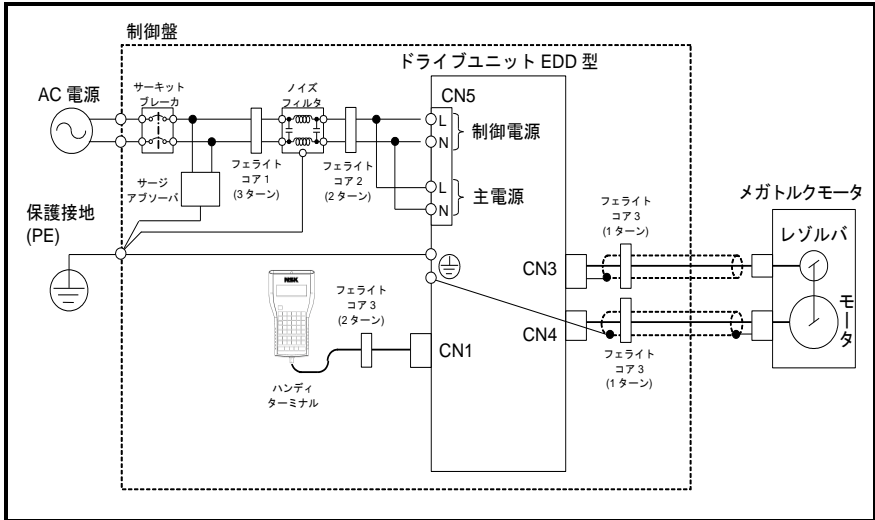 制御盤
ドライブユニット EDD 型
AC 電源
サーキット
ブレーカ
ノイズ
フィルタ
CN5
L
N
制御電源
フェライト
コア 1
(3 ターン)
フェライト
コア 2
(2 ターン)
サージ
アブソーバ
L
N
主電源
保護接地
(PE)
フェライト
コア 3
(1 ターン)
メガトルクモータ
レゾルバ
CN3
モータ
NSK
フェライト
コア 3
(2 ターン)
CN1
CN4
フェライト
コア 3
(1 ターン)
ハンディ
ターミナル